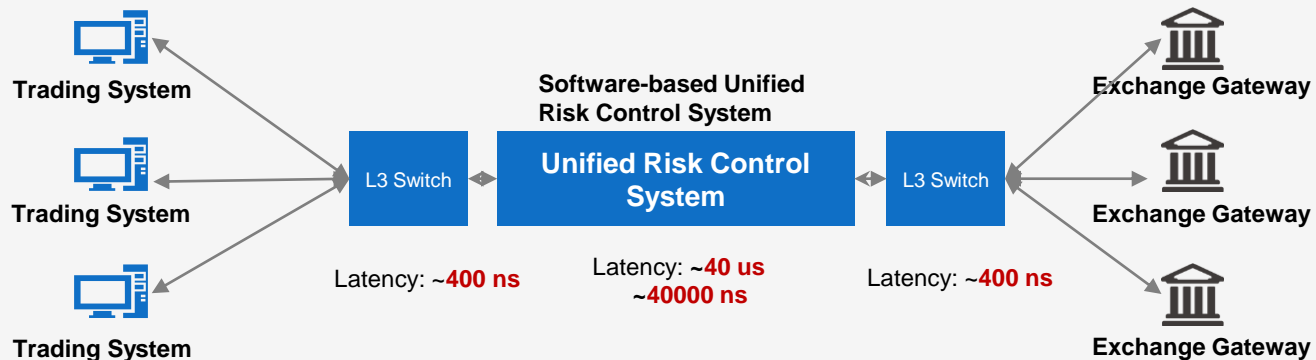 Trading System
Exchange Gateway
Software-based Unified
Risk Control System
L3 Switch
Unified Risk Control
System
L3 Switch
Trading System
Exchange Gateway
Latency: ~400 ns
Latency: ~40 us
~40000 ns
Latency: ~400 ns
Trading System
Exchange Gateway